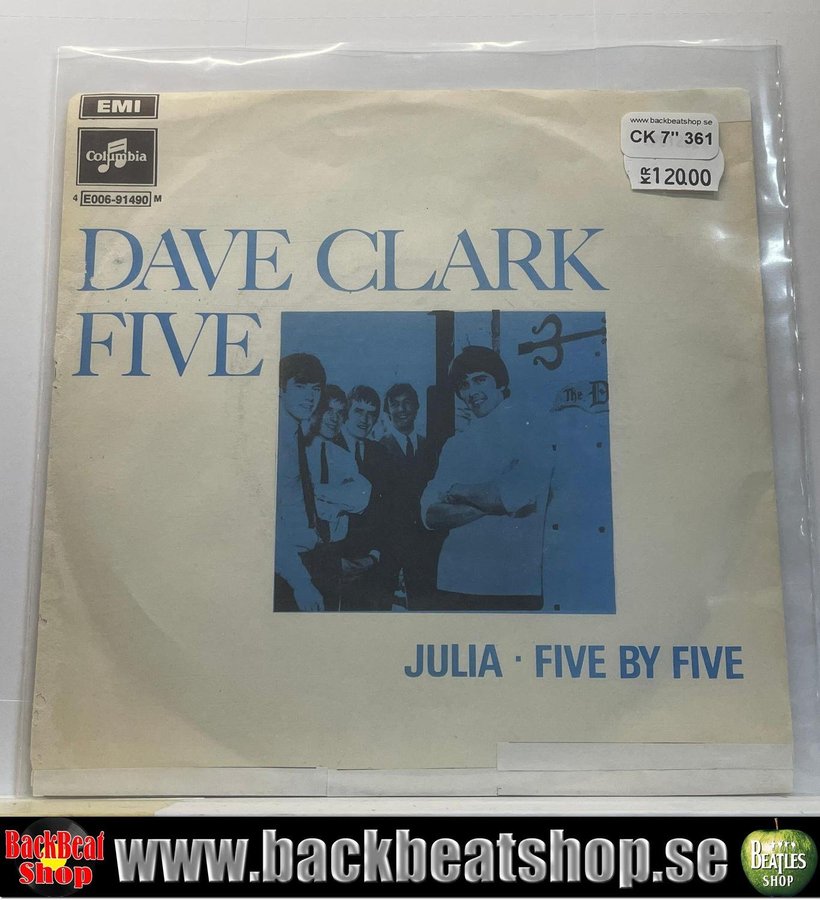 EMI
Columbia
4 E006-91490 M
www.backbeatshop.se
CK 7" 361
KR 120.00
DAVE CLARK
FIVE
The
JULIA · FIVE BY FIVE
BackBeat
Shop
www.backbeatshop.se
BEATLES
SHOP